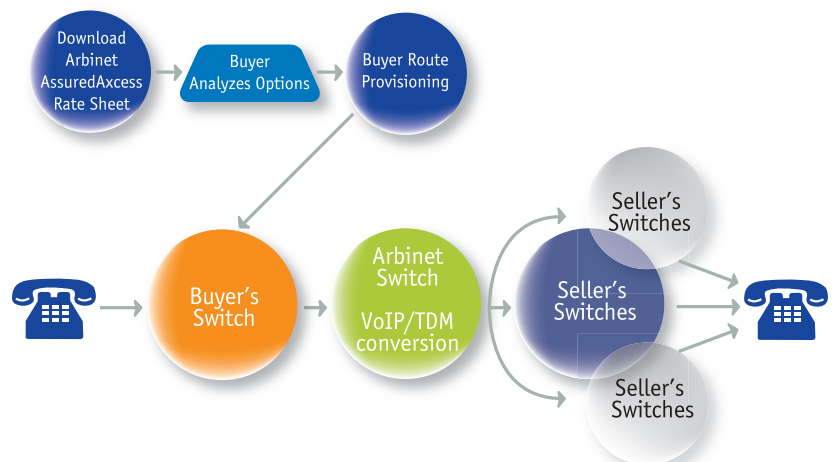 Download
Arbinet
AssuredAxcess
Rate Sheet
Buyer
Analyzes Options
Buyer Route
Provisioning
Buyer's
Switch
Arbinet
Switch
VoIP/TDM
conversion
Seller's
Switches
Seller's
Switches
Seller's
Switches